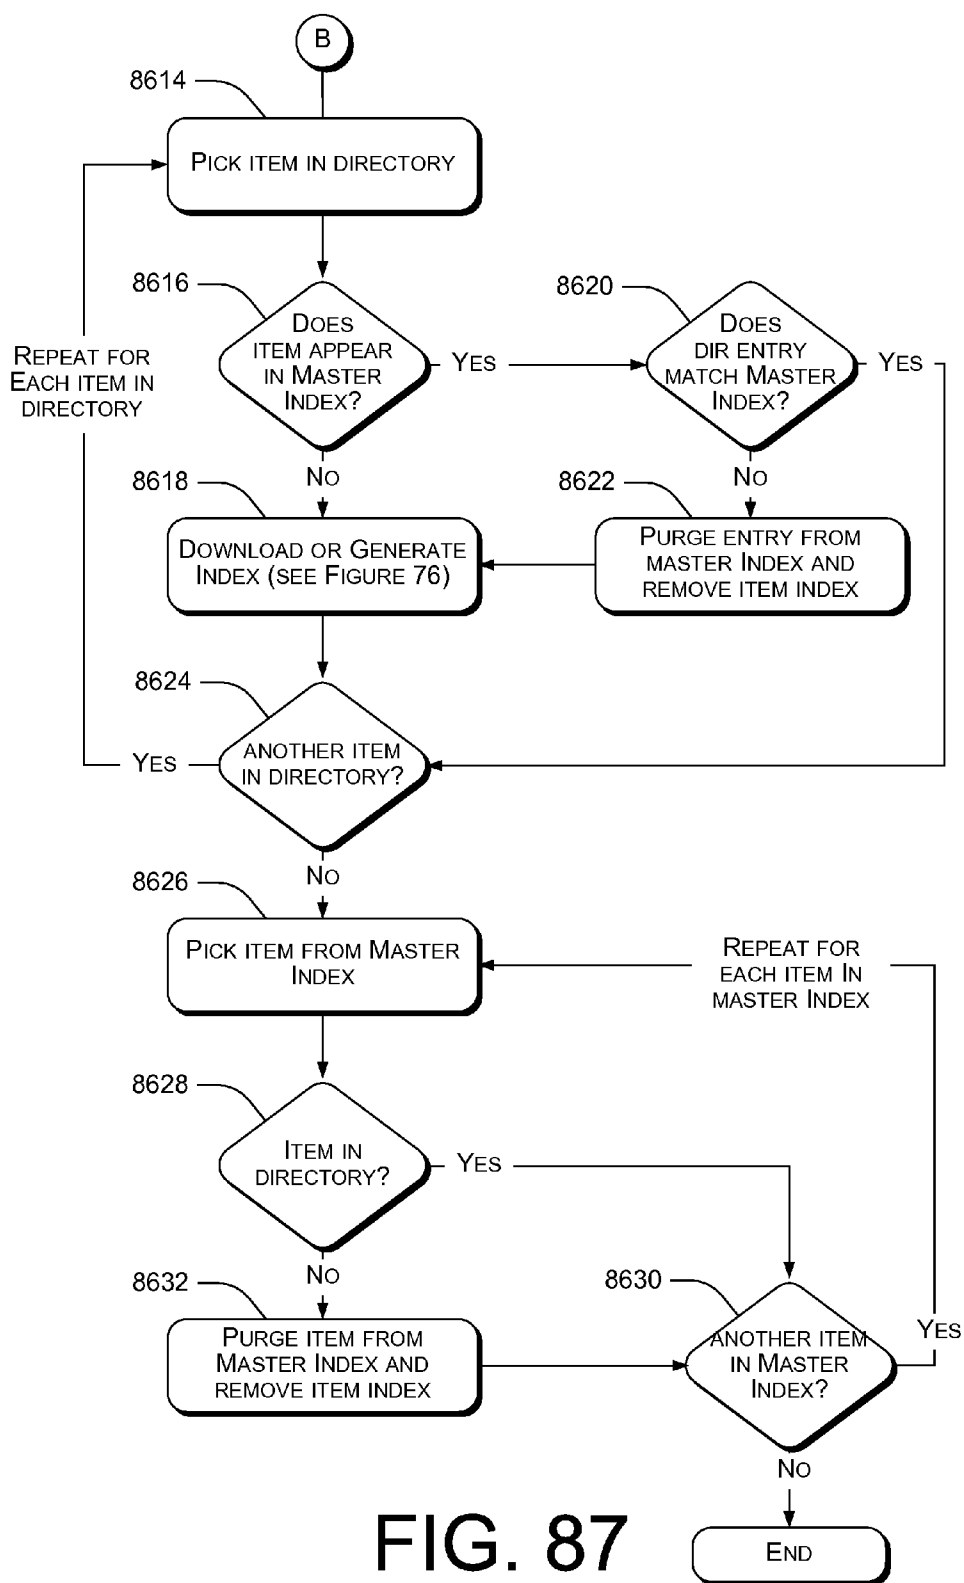 B
8614
PICK ITEM IN DIRECTORY
8616
8620
DOES
ITEM APPEAR
IN MASTER
INDEX?
YES
DOES
DIR ENTRY
MATCH MASTER
INDEX?
YES
REPEAT FOR
EACH ITEM IN
DIRECTORY
NO
NO
8618
8622
DOWNLOAD OR GENERATE
INDEX (SEE FIGURE 76)
PURGE ENTRY FROM
MASTER INDEX AND
REMOVE ITEM INDEX
8624
YES
ANOTHER ITEM
IN DIRECTORY?
NO
8626
PICK ITEM FROM MASTER
INDEX
REPEAT FOR
EACH ITEM IN
MASTER INDEX
8628
ITEM IN
DIRECTORY?
YES
NO
8632
8630
PURGE ITEM FROM
MASTER INDEX AND
REMOVE ITEM INDEX
ANOTHER ITEM
IN MASTER
INDEX?
YES
NO
END
FIG. 87